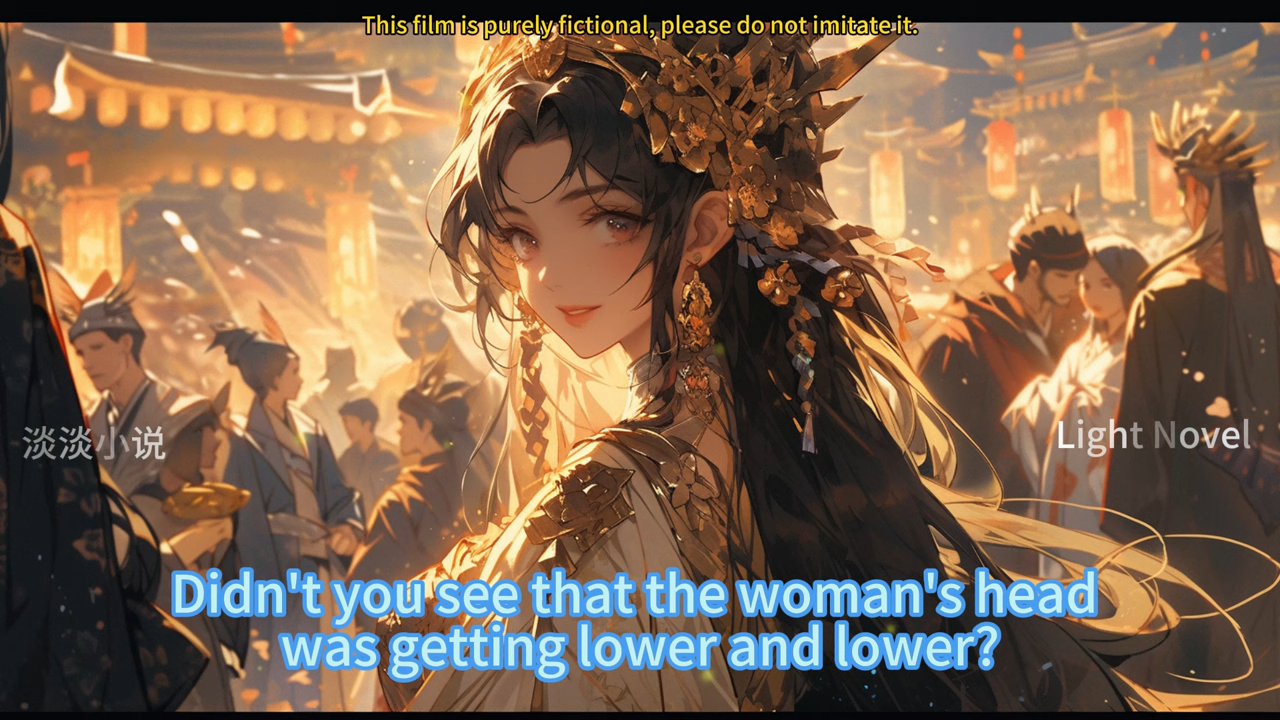 This film is purely fictional, please do not imitate it.
淡淡小说
Light Novel
Didn't you see that the woman's head
was getting lower and lower?